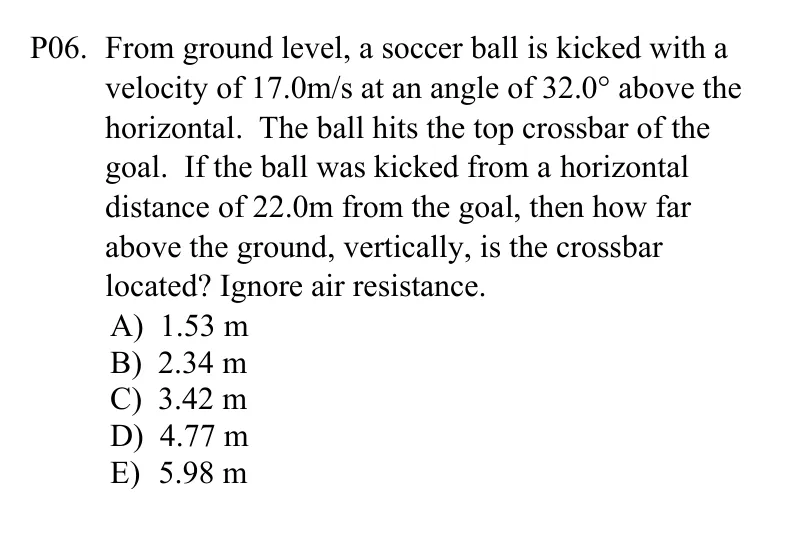 P06. From ground level, a soccer ball is kicked with a
velocity of 17.0m/s at an angle of 32.0° above the
horizontal. The ball hits the top crossbar of the
goal. If the ball was kicked from a horizontal
distance of 22.0m from the goal, then how far
above the ground, vertically, is the crossbar
located? Ignore air resistance.
A) 1.53 m
B) 2.34 m
C) 3.42 m
D) 4.77 m
E) 5.98 m